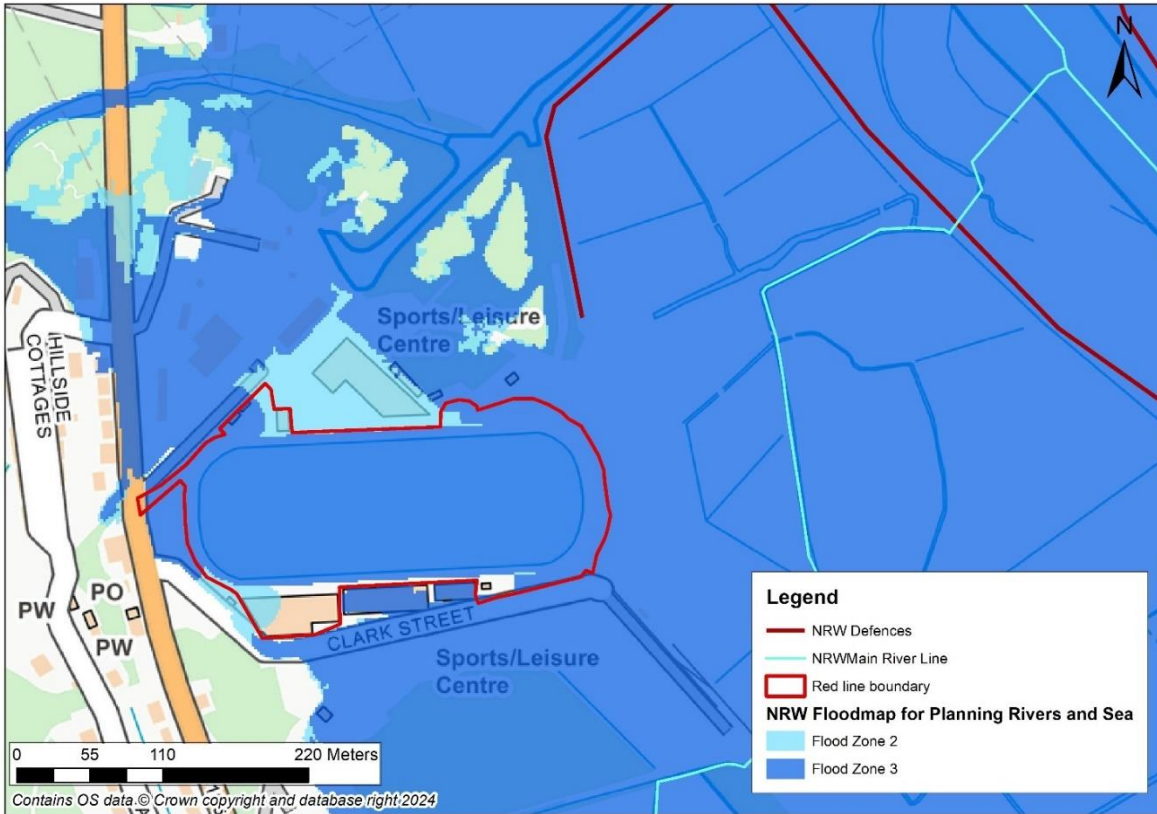 N
Sports/Leisure
Centre
HILLSIDE
COTTAGES
PO
PW
PW
CLARK STREET
Sports/Leisure
Centre
Legend
NRW Defences
NRWMain River Line
Red line boundary
NRW Floodmap for Planning Rivers and Sea
Flood Zone 2
Flood Zone 3
0 55 110 220 Meters
Contains OS data.© Crown copyright and database right 2024